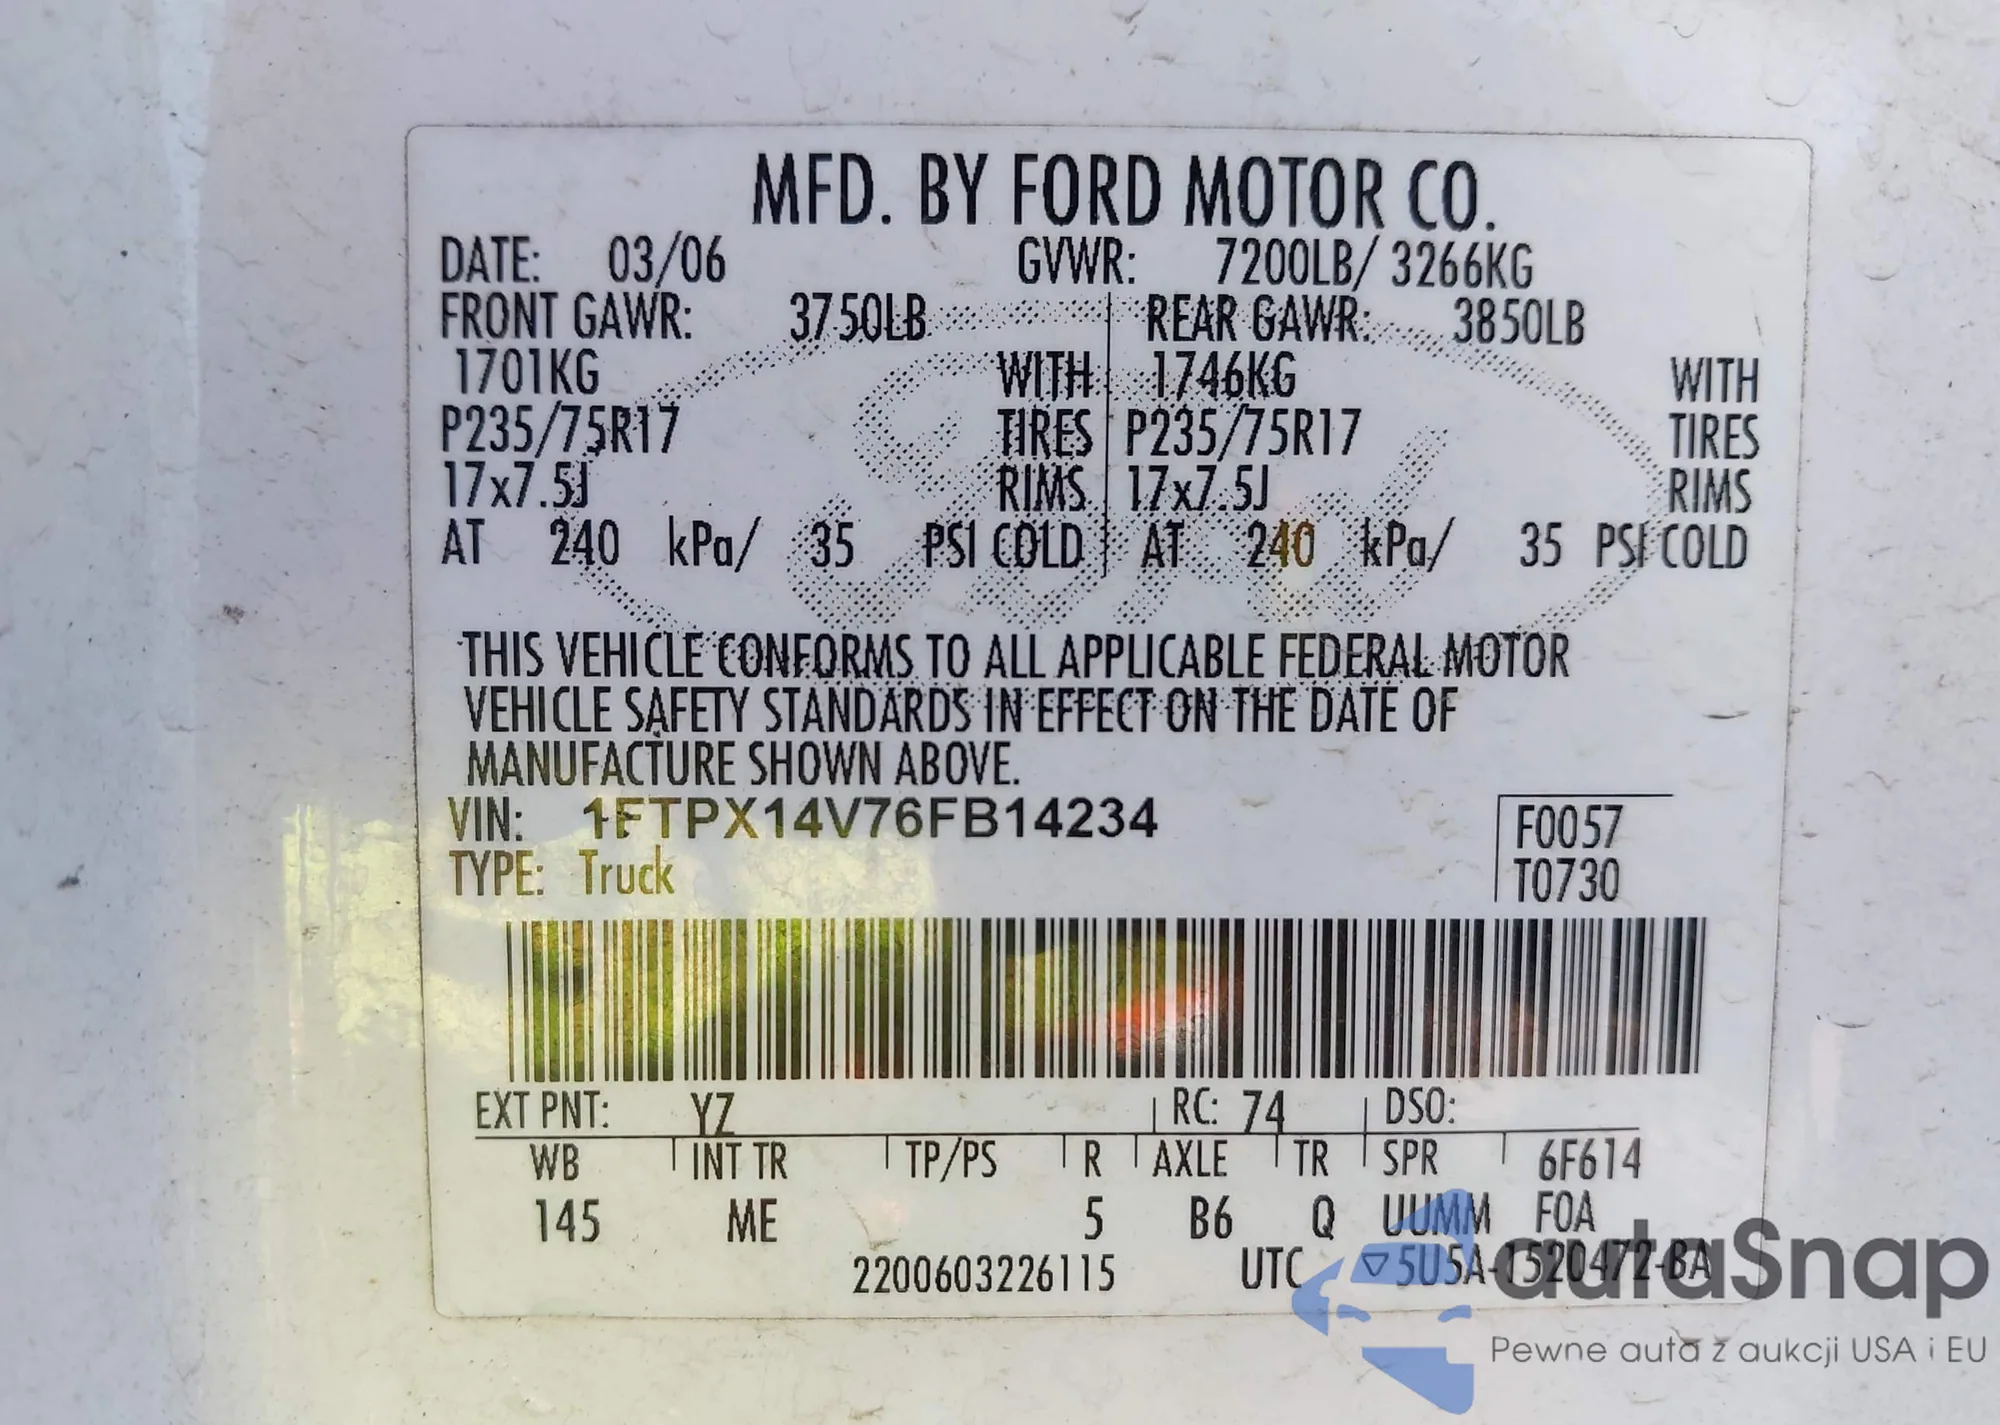 MFD. BY FORD MOTOR CO.
DATE: 03/06 GVWR: 7200LB/ 3266KG
FRONT GAWR: 3750LB REAR GAWR: 3850LB
1701KG WITH 1746KG WITH
P235/75R17 TIRES P235/75R17 TIRES
17x7.5J RIMS 17x7.5J RIMS
AT 240 kPa/ 35 PSI COLD AT 240 kPa/ 35 PSI COLD
THIS VEHICLE CONFORMS TO ALL APPLICABLE FEDERAL MOTOR
VEHICLE SAFETY STANDARDS IN EFFECT ON THE DATE OF
MANUFACTURE SHOWN ABOVE.
VIN: 1FTPX14V76FB14234 F0057
TYPE: Truck T0730
EXT PNT: YZ RC: 74 DSO:
WB INT TR TP/PS R AXLE TR SPR 6F614
145 ME 5 B6 Q UUMM FOA
2200603226115 UTC ▽5U5A-1520472-BA
autaSnap
Pewne auta z aukcji USA i EU